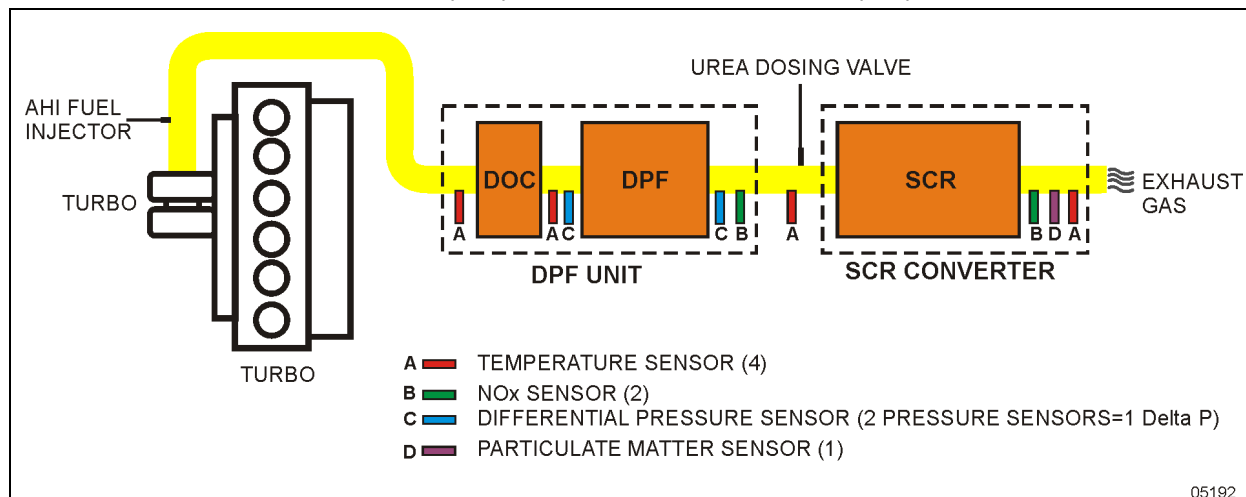 AHI FUEL
INJECTOR
TURBO
TURBO
DOC
DPF
UREA DOSING VALVE
SCR
EXHAUST
GAS
A
A
C
C
B
A
B
D
A
DPF UNIT
SCR CONVERTER
A TEMPERATURE SENSOR (4)
B NOx SENSOR (2)
C DIFFERENTIAL PRESSURE SENSOR (2 PRESSURE SENSORS=1 Delta P)
D PARTICULATE MATTER SENSOR (1)
05192